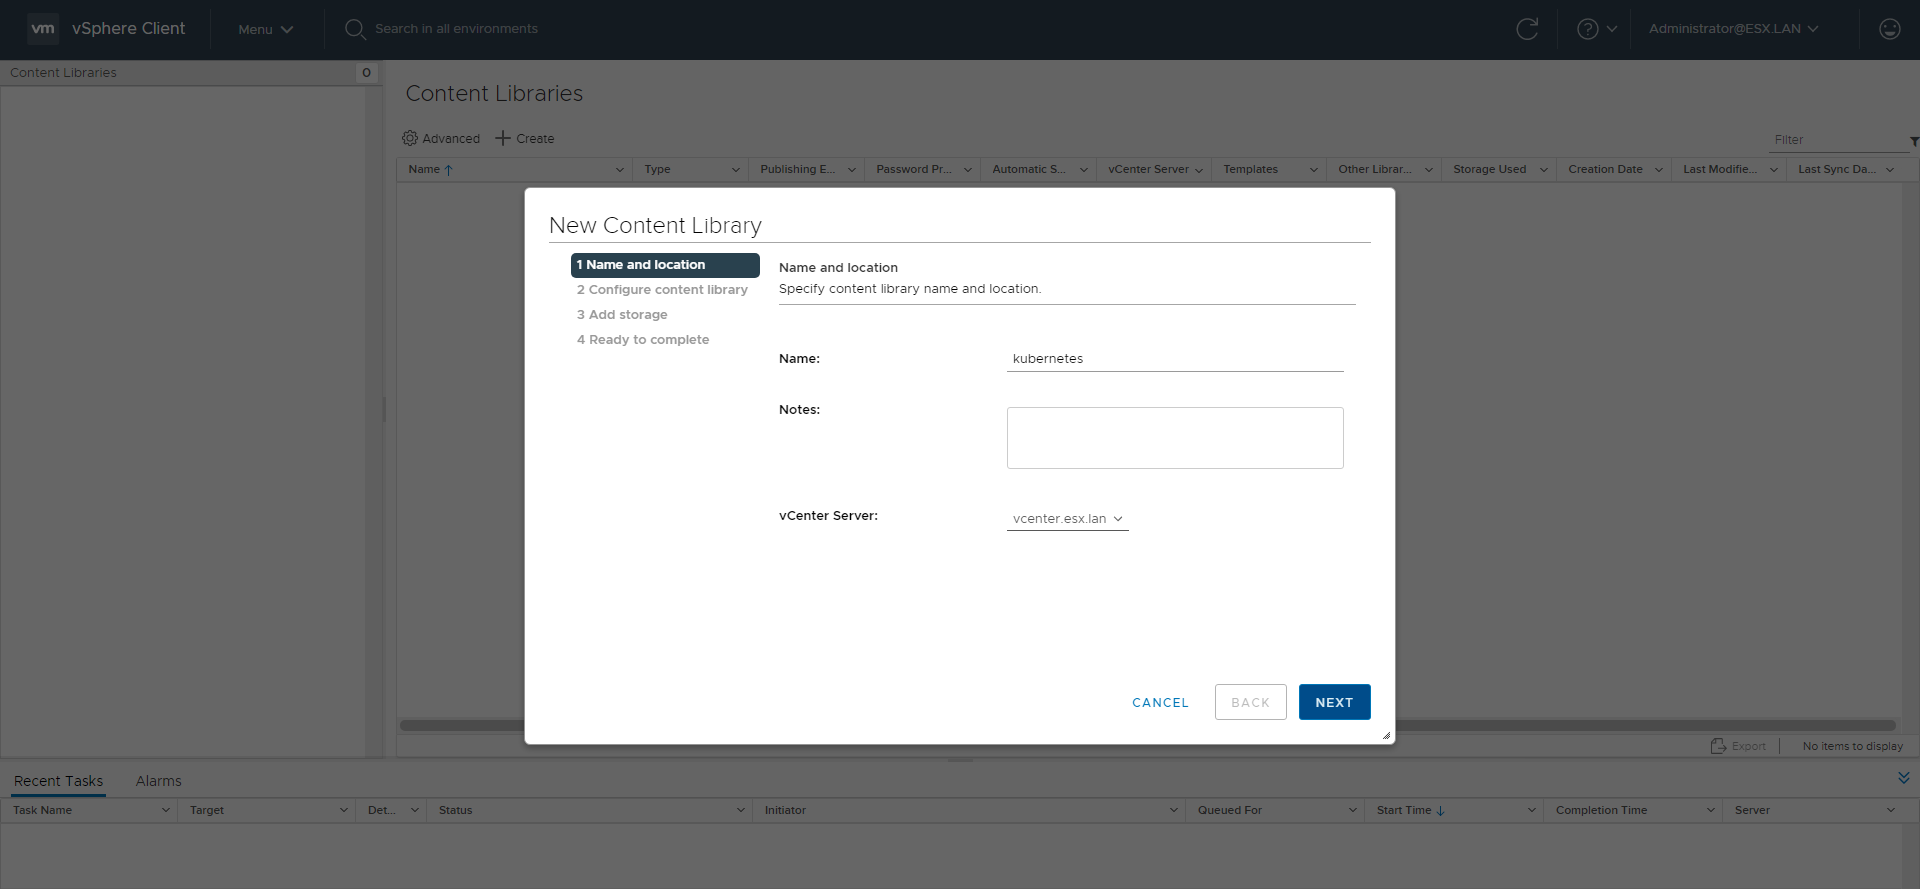 vm vSphere Client Menu Search in all environments ? Administrator@ESX.LAN
Content Libraries 0
Content Libraries
Advanced Create Filter
Name Type Publishing E... Password Pr... Automatic S... vCenter Server Templates Other Librar... Storage Used Creation Date Last Modifie... Last Sync Da...
New Content Library
1 Name and location
2 Configure content library
3 Add storage
4 Ready to complete
Name and location
Specify content library name and location.
Name: kubernetes
Notes:
vCenter Server: vcenter.esx.lan
CANCEL BACK NEXT
Export No items to display
Recent Tasks Alarms
Task Name Target Det... Status Initiator Queued For Start Time Completion Time Server